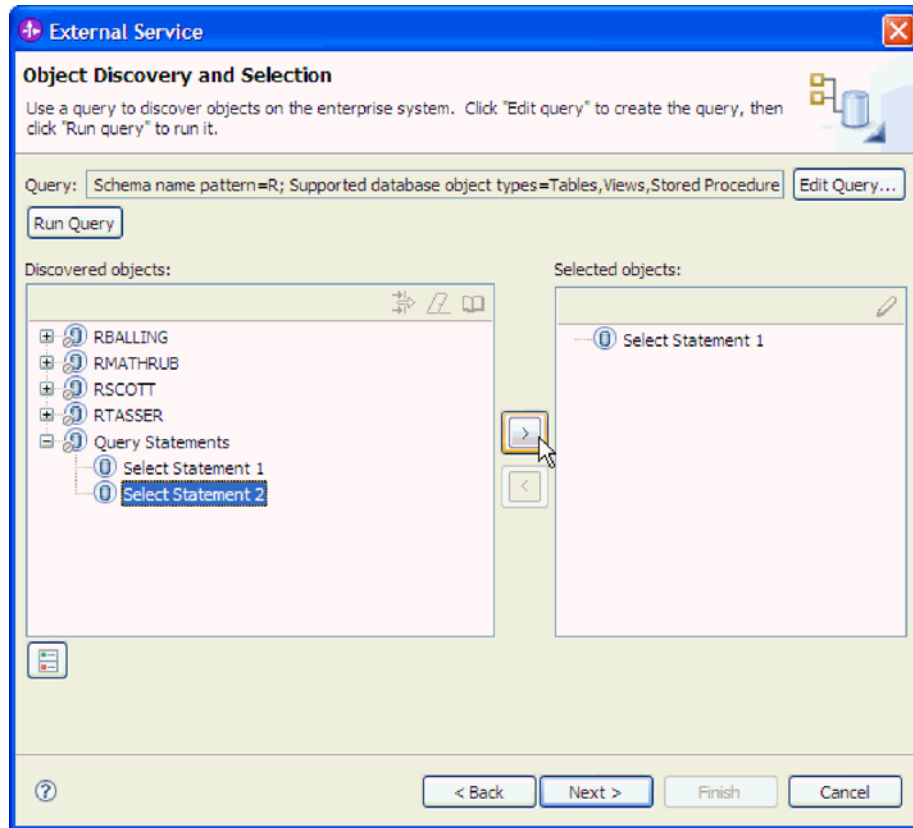 External Service
Object Discovery and Selection
Use a query to discover objects on the enterprise system. Click "Edit query" to create the query, then
click "Run query" to run it.
Query: Schema name pattern=R; Supported database object types=Tables,Views,Stored Procedure Edit Query...
Run Query
Discovered objects:
RBALLING
RMATHRUB
RSCOTT
RTASSER
Query Statements
Select Statement 1
Select Statement 2
>
<
Selected objects:
Select Statement 1
? < Back Next > Finish Cancel